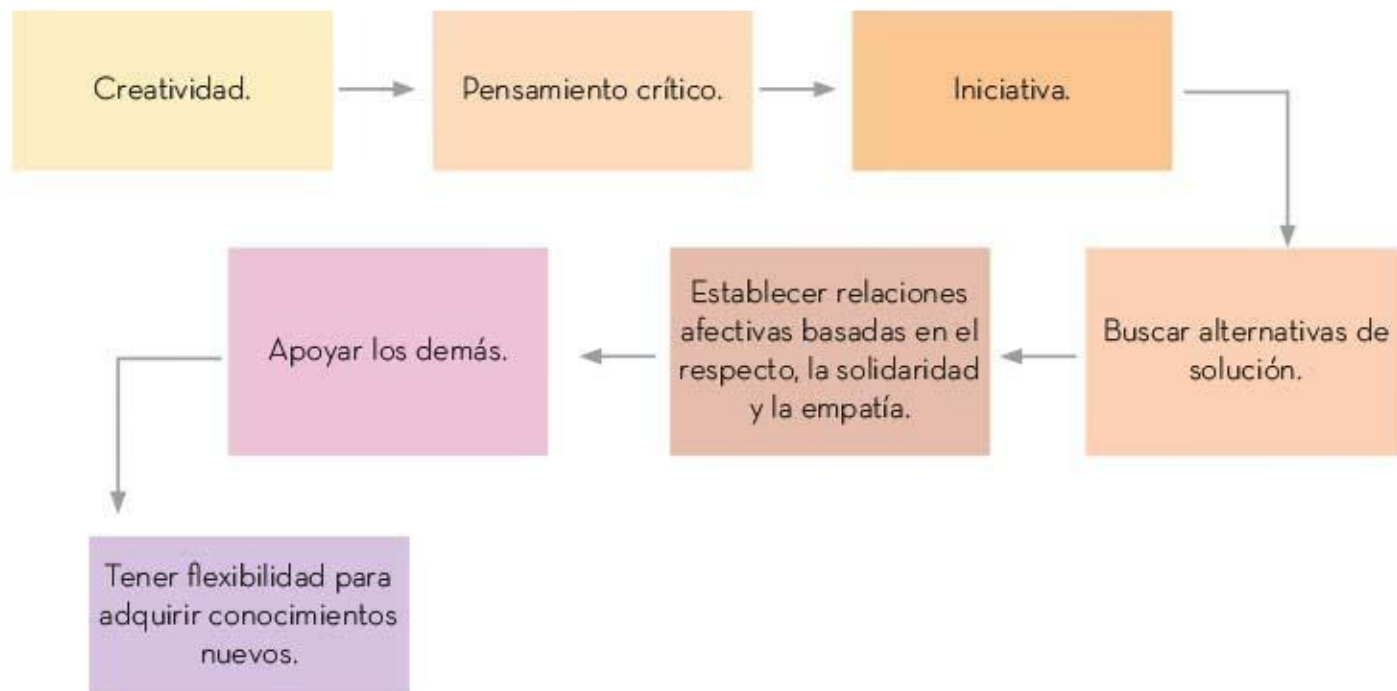 Creatividad.
Pensamiento crítico.
Iniciativa.
Buscar alternativas de
solución.
Establecer relaciones
afectivas basadas en el
respecto, la solidaridad
y la empatía.
Apoyar los demás.
Tener flexibilidad para
adquirir conocimientos
nuevos.